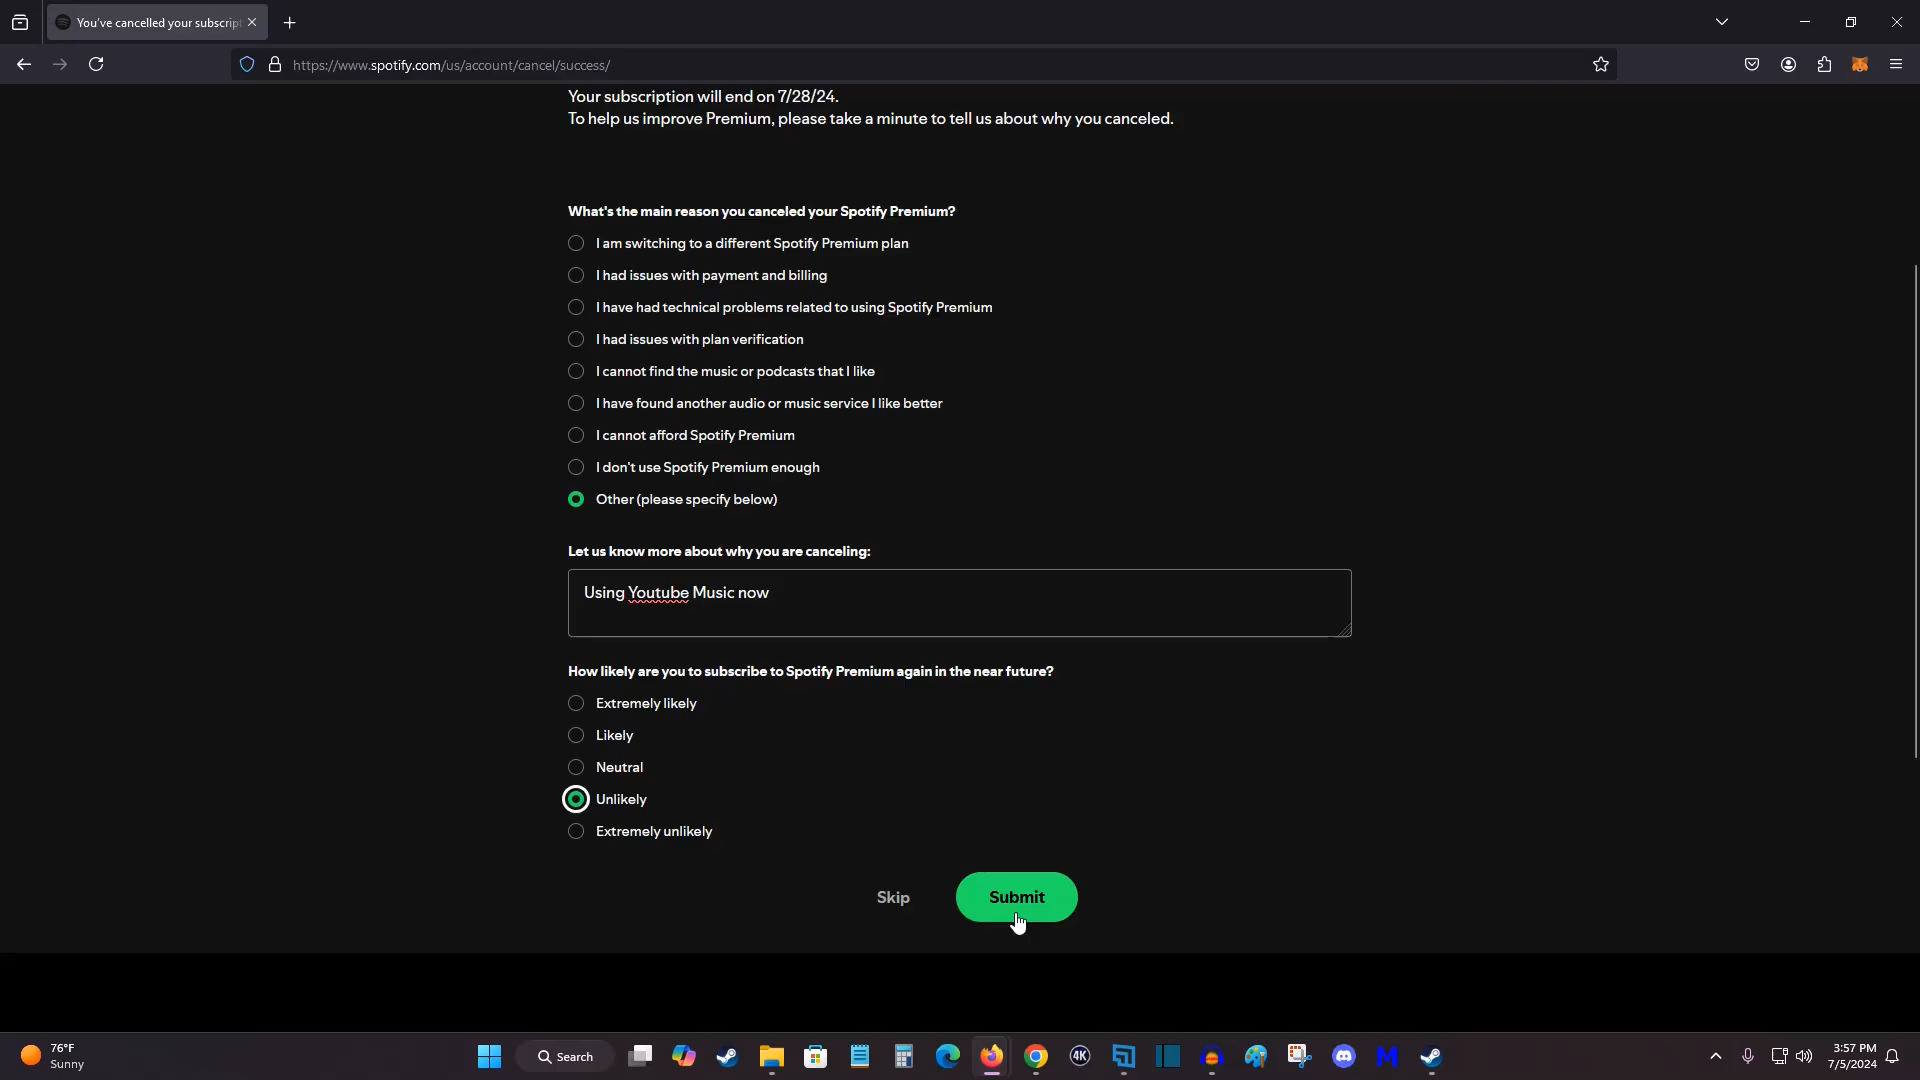 You've cancelled your subscrip
https://www.spotify.com/us/account/cancel/success/
Your subscription will end on 7/28/24.
To help us improve Premium, please take a minute to tell us about why you canceled.
What's the main reason you canceled your Spotify Premium?
I am switching to a different Spotify Premium plan
I had issues with payment and billing
I have had technical problems related to using Spotify Premium
I had issues with plan verification
I cannot find the music or podcasts that I like
I have found another audio or music service I like better
I cannot afford Spotify Premium
I don't use Spotify Premium enough
Other (please specify below)
Let us know more about why you are canceling:
Using Youtube Music now
How likely are you to subscribe to Spotify Premium again in the near future?
Extremely likely
Likely
Neutral
Unlikely
Extremely unlikely
Skip
Submit
76°F
Sunny
Search
4K
M
3:57 PM
7/5/2024